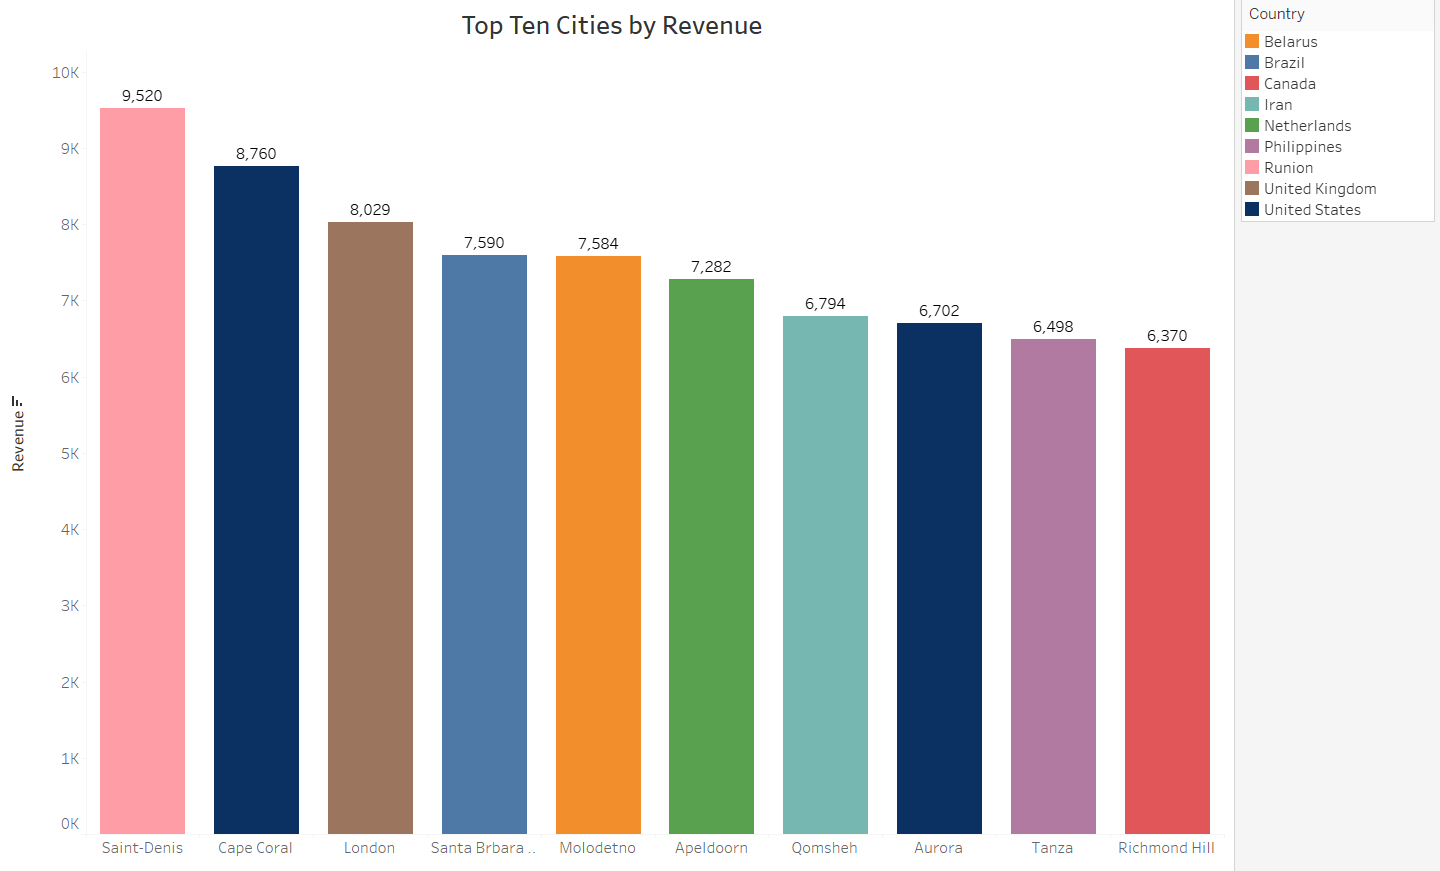 Top Ten Cities by Revenue
Country
Belarus
Brazil
Canada
Iran
Netherlands
Philippines
Runion
United Kingdom
United States
Revenue
10K
9K
8K
7K
6K
5K
4K
3K
2K
1K
0K
9,520
8,760
8,029
7,590
7,584
7,282
6,794
6,702
6,498
6,370
Saint-Denis
Cape Coral
London
Santa Brbara ..
Molodetno
Apeldoorn
Qomsheh
Aurora
Tanza
Richmond Hill